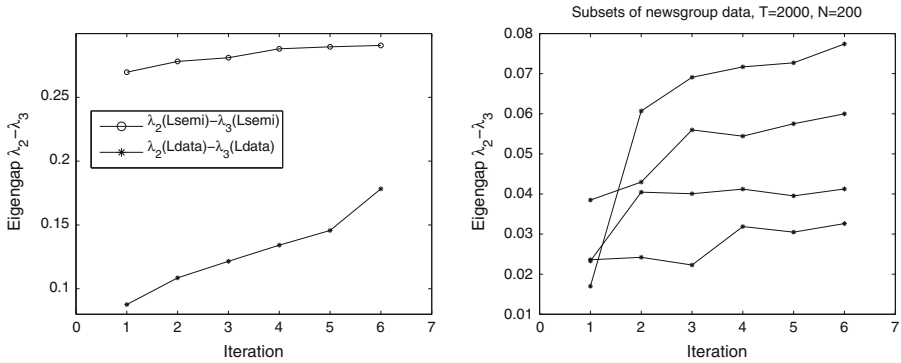 Eigengap λ2−λ3
0.25
0.2
0.15
0.1
0 1 2 3 4 5 6 7
Iteration
λ2(Lsemi)−λ3(Lsemi)
λ2(Ldata)−λ3(Ldata)
Subsets of newsgroup data, T=2000, N=200
Eigengap λ2−λ3
0.08
0.07
0.06
0.05
0.04
0.03
0.02
0.01
0 1 2 3 4 5 6 7
Iteration